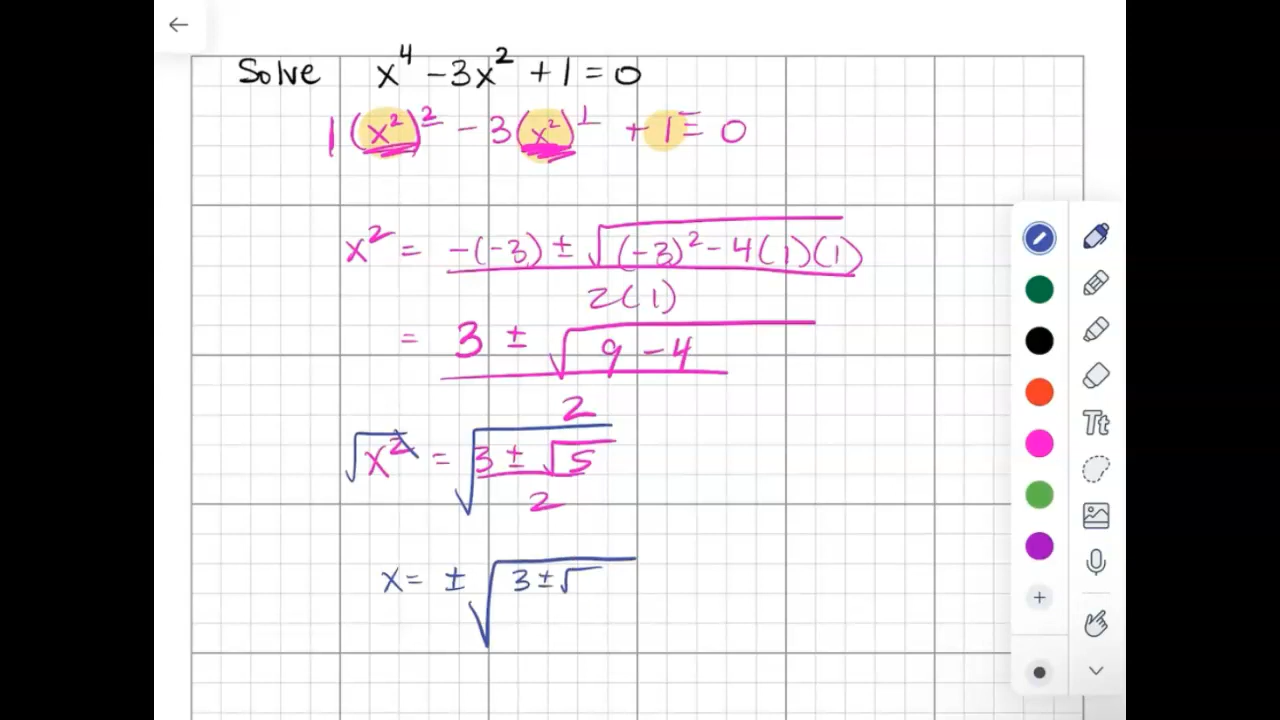 Solve x⁴ - 3x² + 1 = 0
1(x²)² - 3(x²)¹ + 1 = 0
x² = -(-3) ± √(-3)² - 4(1)(1)
2(1)
= 3 ± √9 - 4
2
√x² = √3 ± √5
2
x = ± √3 ± √
Tt